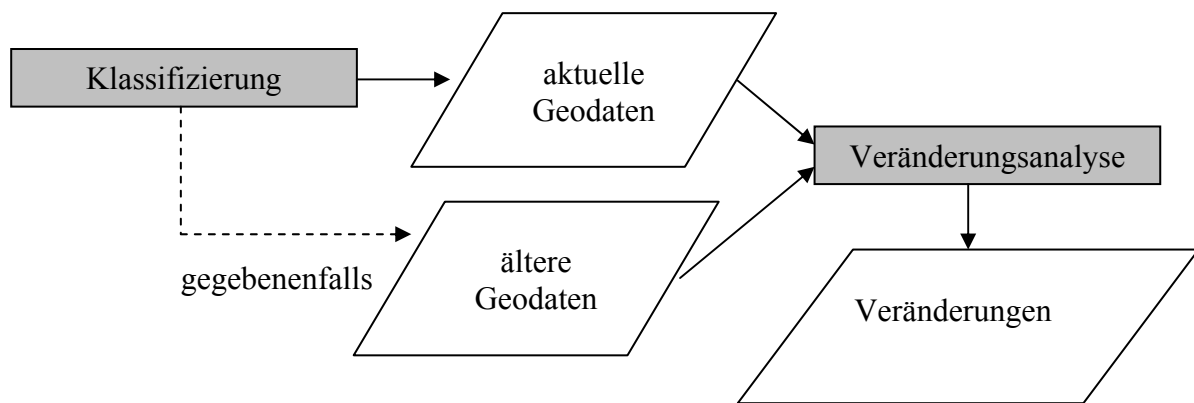 Klassifizierung
aktuelle
Geodaten
Veränderungsanalyse
gegebenenfalls
ältere
Geodaten
Veränderungen